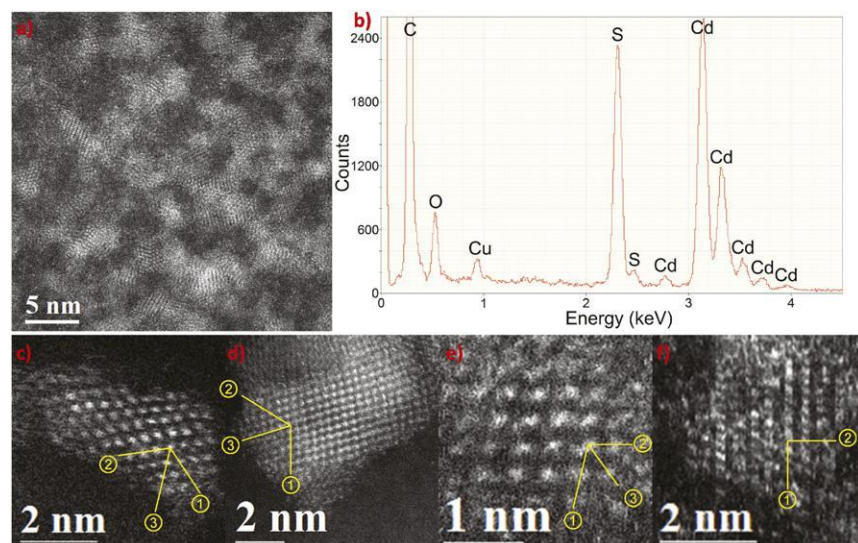 a)
5 nm
b)
Counts
2400
1800
1200
600
0
C
O
Cu
S
S
Cd
Cd
Cd
Cd
Cd
Cd
0
1
2
3
4
Energy (keV)
c)
②
①
③
2 nm
d)
②
③
①
2 nm
e)
②
③
①
1 nm
f)
②
①
2 nm